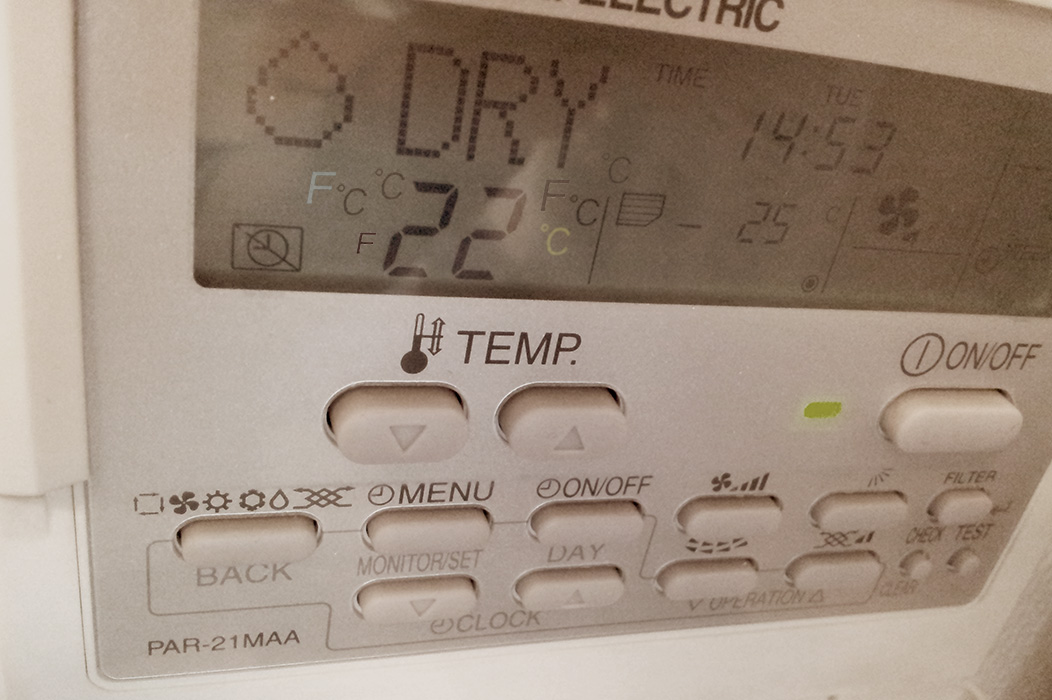 ELECTRIC
DRY
TIME
TUE
14:53
F°C °C F 22 F°C °C °C
25 °C
TEMP.
ON/OFF
MENU
ON/OFF
FILTER
BACK
MONITOR/SET
DAY
CHECK TEST
CLOCK
OPERATION
CLEAR
PAR-21MAA